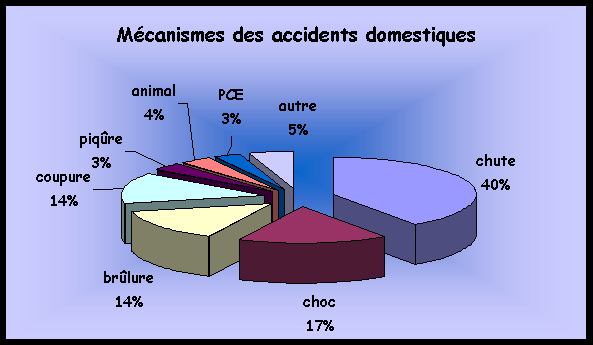 Mécanismes des accidents domestiques
animal
4%
PŒ
3%
autre
5%
piqûre
3%
coupure
14%
chute
40%
brûlure
14%
choc
17%